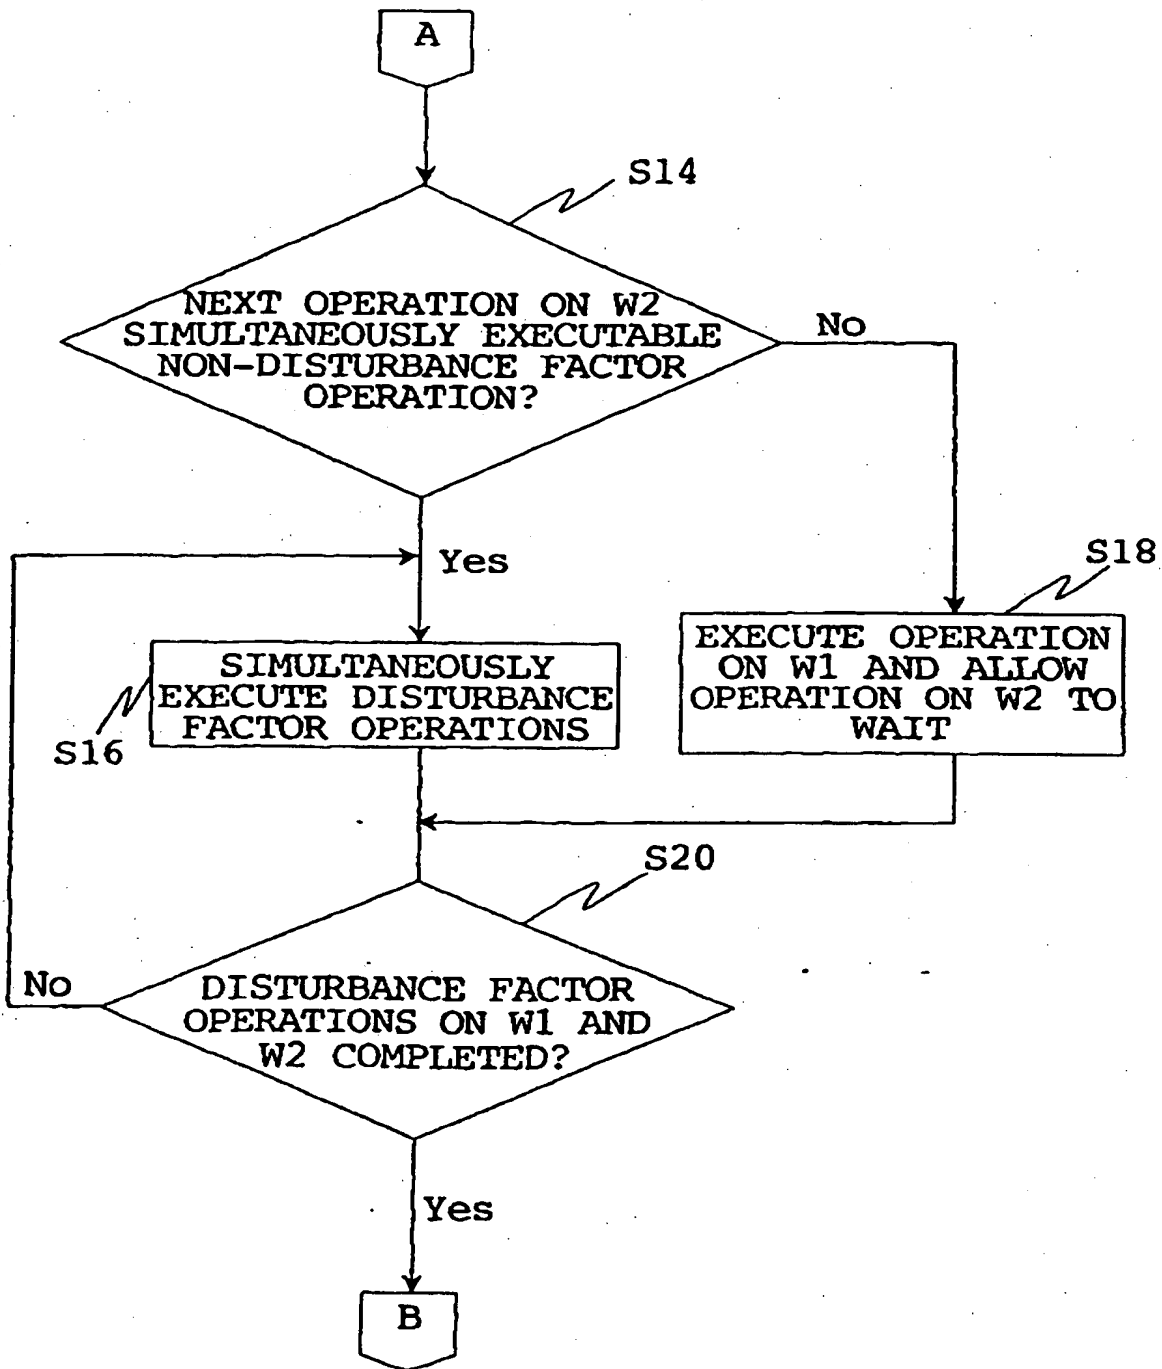 A
S14
NEXT OPERATION ON W2
SIMULTANEOUSLY EXECUTABLE
NON-DISTURBANCE FACTOR
OPERATION?
No
Yes
S18
SIMULTANEOUSLY
EXECUTE DISTURBANCE
FACTOR OPERATIONS
S16
EXECUTE OPERATION
ON W1 AND ALLOW
OPERATION ON W2 TO
WAIT
S20
No
DISTURBANCE FACTOR
OPERATIONS ON W1 AND
W2 COMPLETED?
Yes
B